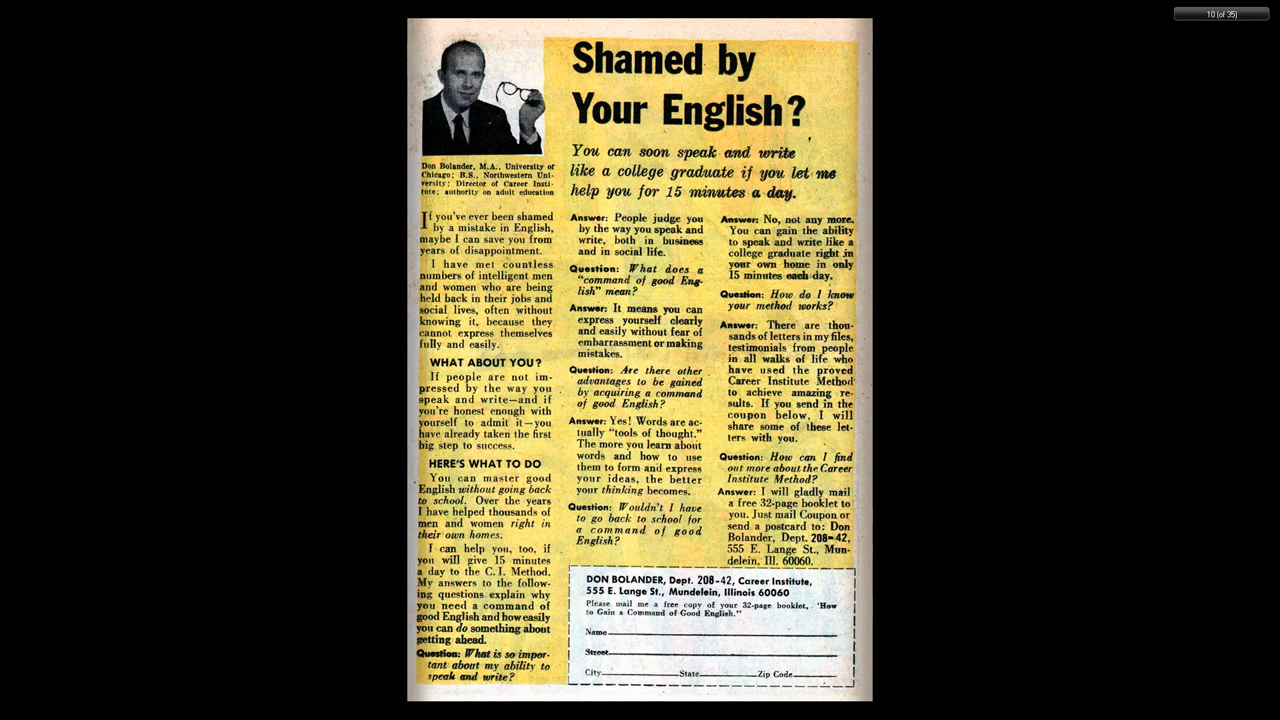 10 (of 35)
Shamed by
Your English?
You can soon speak and write
like a college graduate if you let me
help you for 15 minutes a day.
Don Bolander, M.A., University of
Chicago; B.S., Northwestern Uni-
versity; Director of Career Insti-
tute; authority on adult education
If you've ever been shamed
by a mistake in English,
maybe I can save you from
years of disappointment.
I have met countless
numbers of intelligent men
and women who are being
held back in their jobs and
social lives, often without
knowing it, because they
cannot express themselves
fully and easily.
WHAT ABOUT YOU?
If people are not im-
pressed by the way you
speak and write—and if
you're honest enough with
yourself to admit it—you
have already taken the first
big step to success.
HERE'S WHAT TO DO
You can master good
English without going back
to school. Over the years
I have helped thousands of
men and women right in
their own homes.
I can help you, too, if
you will give 15 minutes
a day to the C.I. Method.
My answers to the follow-
ing questions explain why
you need a command of
good English and how easily
you can do something about
getting ahead.
Question: What is so impor-
tant about my ability to
speak and write?
Answer: People judge you
by the way you speak and
write, both in business
and in social life.
Question: What does a
"command of good Eng-
lish" mean?
Answer: It means you can
express yourself clearly
and easily without fear of
embarrassment or making
mistakes.
Question: Are there other
advantages to be gained
by acquiring a command
of good English?
Answer: Yes! Words are ac-
tually "tools of thought."
The more you learn about
words and how to use
them to form and express
your ideas, the better
your thinking becomes.
Question: Wouldn't I have
to go back to school for
a command of good
English?
Answer: No, not any more.
You can gain the ability
to speak and write like a
college graduate right in
your own home in only
15 minutes each day.
Question: How do I know
your method works?
Answer: There are thou-
sands of letters in my files,
testimonials from people
in all walks of life who
have used the proved
Career Institute Method
to achieve amazing re-
sults. If you send in the
coupon below, I will
share some of these let-
ters with you.
Question: How can I find
out more about the Career
Institute Method?
Answer: I will gladly mail
a free 32-page booklet to
you. Just mail Coupon or
send a postcard to: Don
Bolander, Dept. 208-42,
555 E. Lange St., Mun-
delein, Ill. 60060.
DON BOLANDER, Dept. 208-42, Career Institute,
555 E. Lange St., Mundelein, Illinois 60060
Please mail me a free copy of your 32-page booklet, 'How
to Gain a Command of Good English."
Name
Street
City State Zip Code